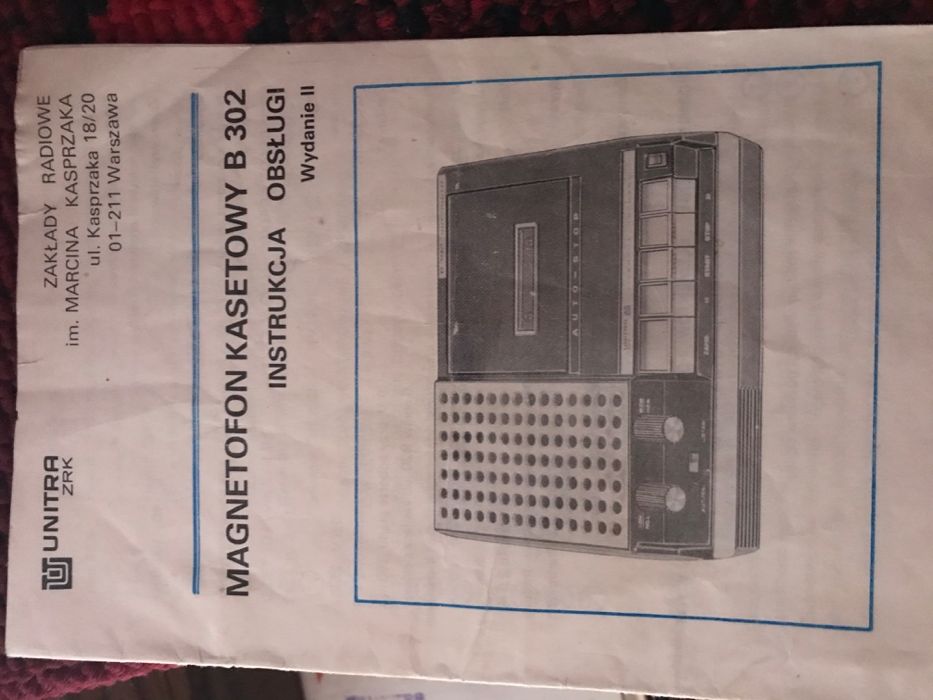 UNITRA
ZRK
ZAKŁADY RADIOWE
im. MARCINA KASPRZAKA
ul. Kasprzaka 18/20
01-211 Warszawa
MAGNETOFON KASETOWY B 302
INSTRUKCJA OBSŁUGI
Wydanie II
AUTO-STOP
START
STOP